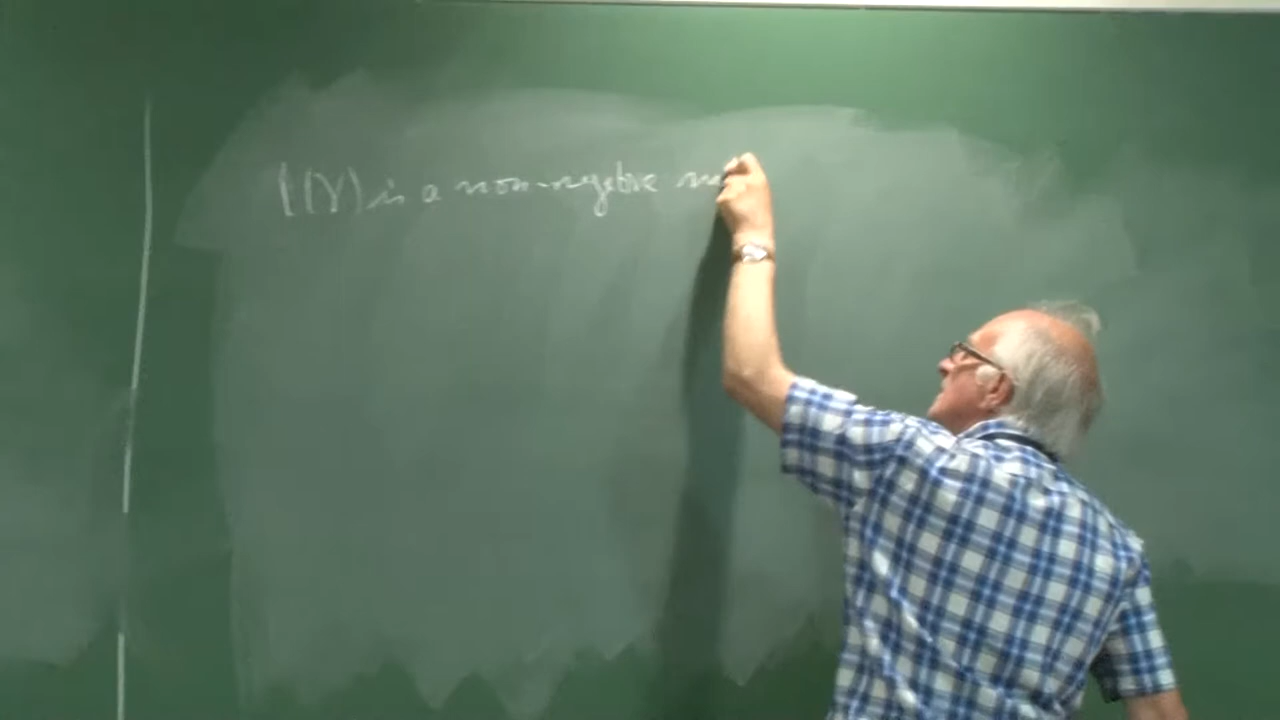 l(γ) is a non-negative